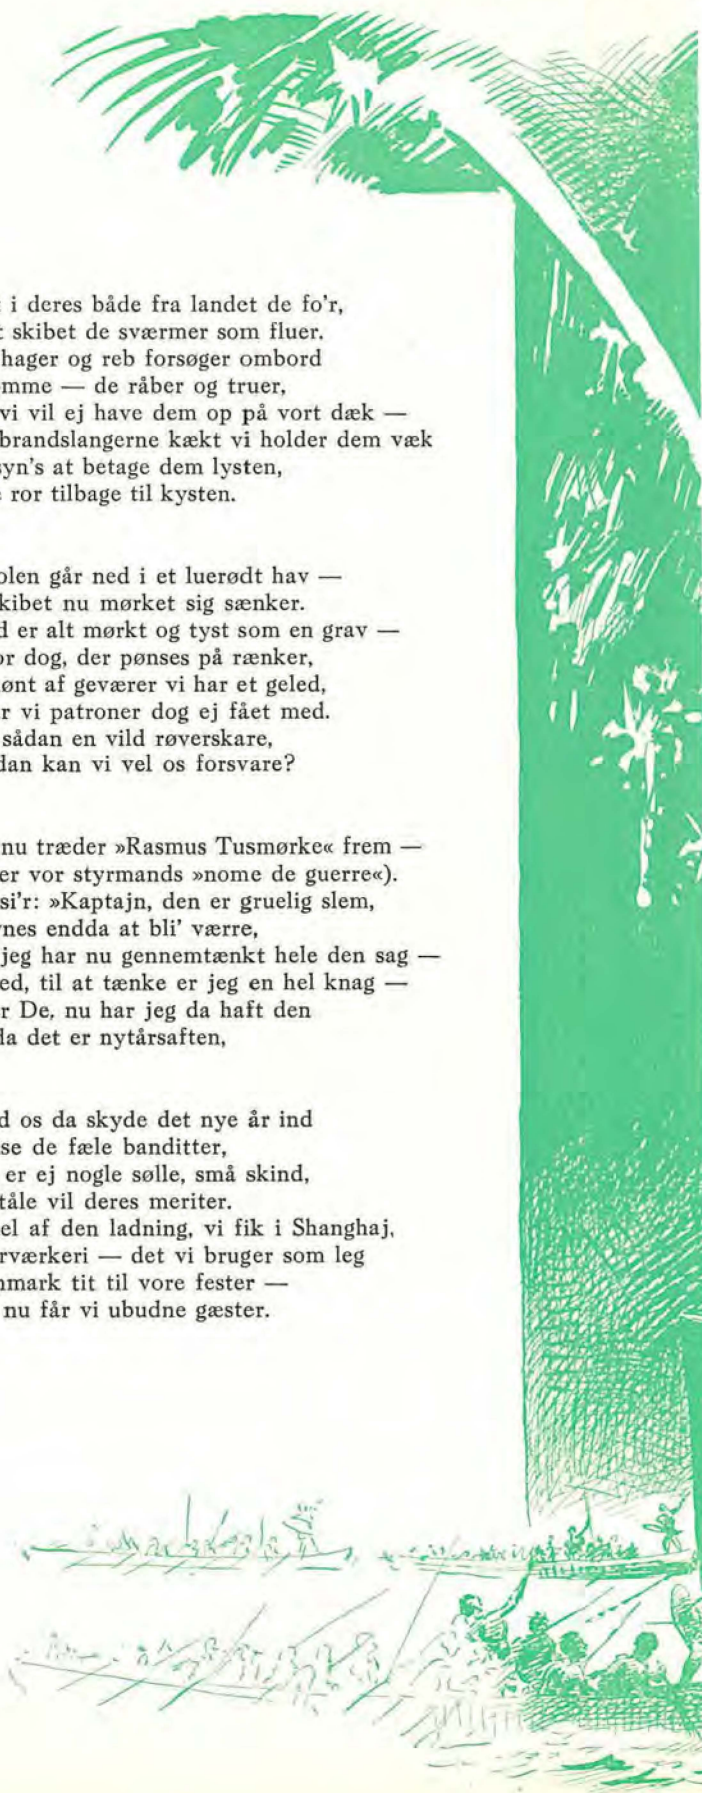 i deres både fra landet de fo'r,
skibet de sværmer som fluer.
hager og reb forsøger ombord
mme — de råber og truer,
vi vil ej have dem op på vort dæk —
brandslangerne kækt vi holder dem væk
syn's at betage dem lysten,
ror tilbage til kysten.
olen går ned i et luerødt hav —
kibet nu mørket sig sænker.
d er alt mørkt og tyst som en grav —
or dog, der pønses på rænker,
ønt af geværer vi har et geled,
r vi patroner dog ej fået med.
sådan en vild røverskare,
dan kan vi vel os forsvare?
nu træder »Rasmus Tusmørke« frem —
er vor styrmands »nome de guerre«).
si'r: »Kaptajn, den er gruelig slem,
nes endda at bli' værre,
jeg har nu gennemtænkt hele den sag —
ed, til at tænke er jeg en hel knag —
r De, nu har jeg da haft den
da det er nytårsaften,
d os da skyde det nye år ind
se de fæle banditter,
er ej nogle sølle, små skind,
tåle vil deres meriter.
el af den ladning, vi fik i Shanghaj,
rværkeri — det vi bruger som leg
nmark tit til vore fester —
nu får vi ubudne gæster.